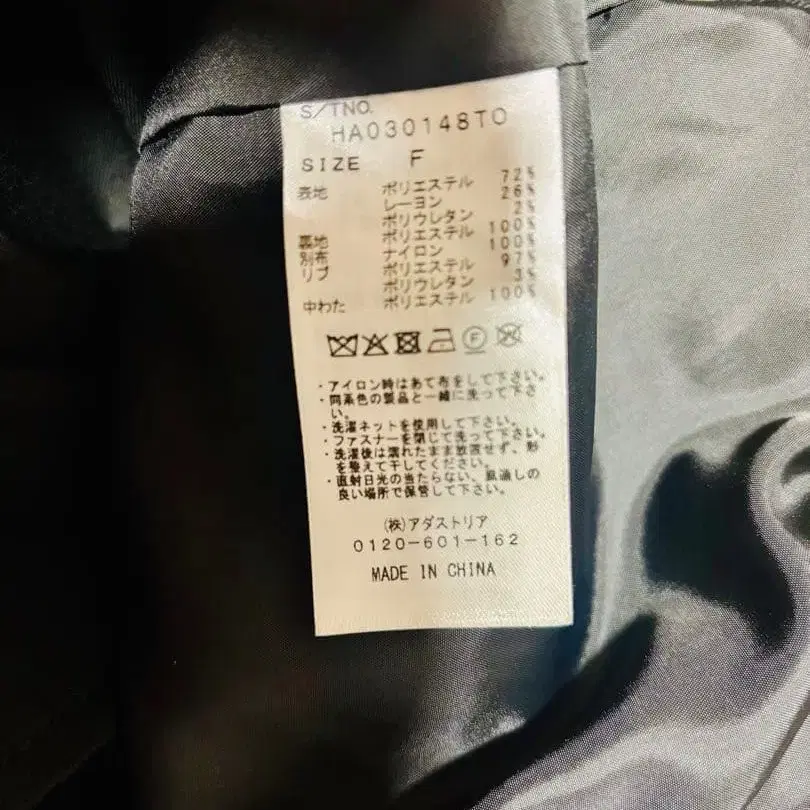 S/TNO.
HA030148TO
SIZE F
表地 ポリエステル 72%
レーヨン 26%
ポリウレタン 2%
裏地 ポリエステル 100%
別布 ナイロン 100%
リブ ポリエステル 97%
ポリウレタン 3%
中わた ポリエステル 100%
F
・アイロン時はあて布をして下さい。
・同系色の製品と一緒に洗って下さ
い。
・洗濯ネットを使用して下さい。
・ファスナーを閉じて洗って下さい。
・洗濯後は濡れたまま放置せず、形
を整えて干してください。
・直射日光の当たらない、風通しの
良い場所で保管して下さい。
(株)アダストリア
0120-601-162
MADE IN CHINA